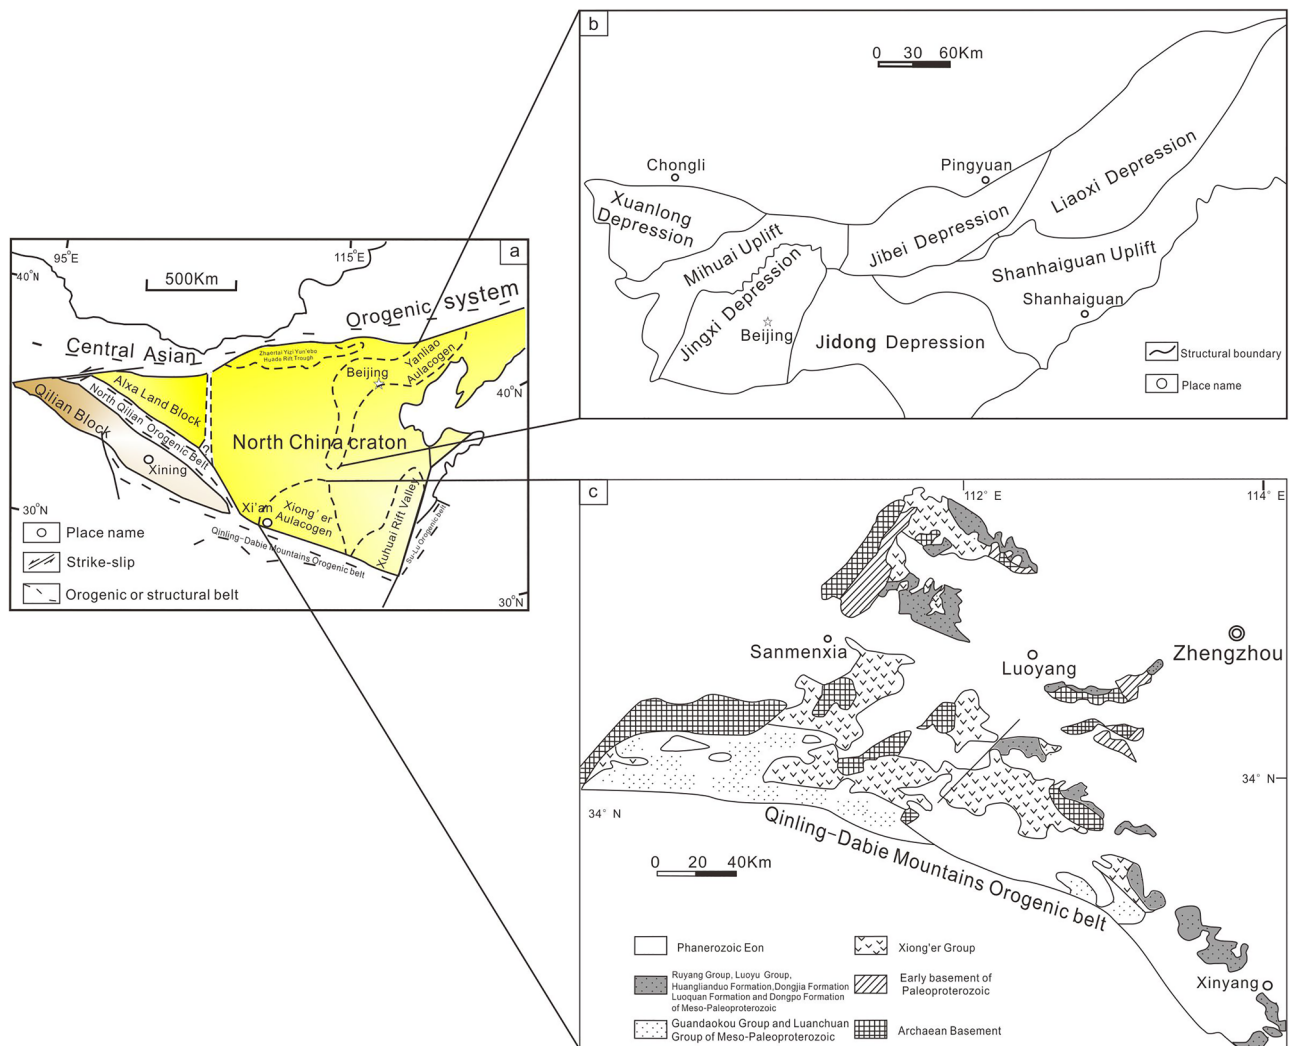 a
95°E
115°E
40°N
500Km
Orogenic system
Central Asian
Zhaertai Yizi Yun'ebo
Huade Rift Trough
Yanliao
Aulacogen
Beijing
40°N
Alxa Land Block
Qilian Block
North Qilian Orogenic Belt
North China craton
?
Xining
30°N
Xi'an
Xiong' er
Aulacogen
Xuhuai Rift Valley
Su-Lu Orogenic belt
Qinling-Dabie Mountains Orogenic belt
Place name
Strike-slip
Orogenic or structural belt
30°N
b
0 30 60Km
Chongli
Pingyuan
Xuanlong
Depression
Mihuai Uplift
Jibei Depression
Liaoxi Depression
Jingxi Depression
Beijing
Shanhaiguan Uplift
Shanhaiguan
Jidong Depression
Structural boundary
Place name
c
112° E
114° E
Sanmenxia
Luoyang
Zhengzhou
34° N
34° N
Qinling-Dabie Mountains Orogenic belt
0 20 40Km
Xinyang
Phanerozoic Eon
Ruyang Group, Luoyu Group,
Huanglianduo Formation,Dongjia Formation
Luoquan Formation and Dongpo Formation
of Meso-Paleoproterozoic
Guandaokou Group and Luanchuan
Group of Meso-Paleoproterozoic
Xiong'er Group
Early basement of
Paleoproterozoic
Archaean Basement